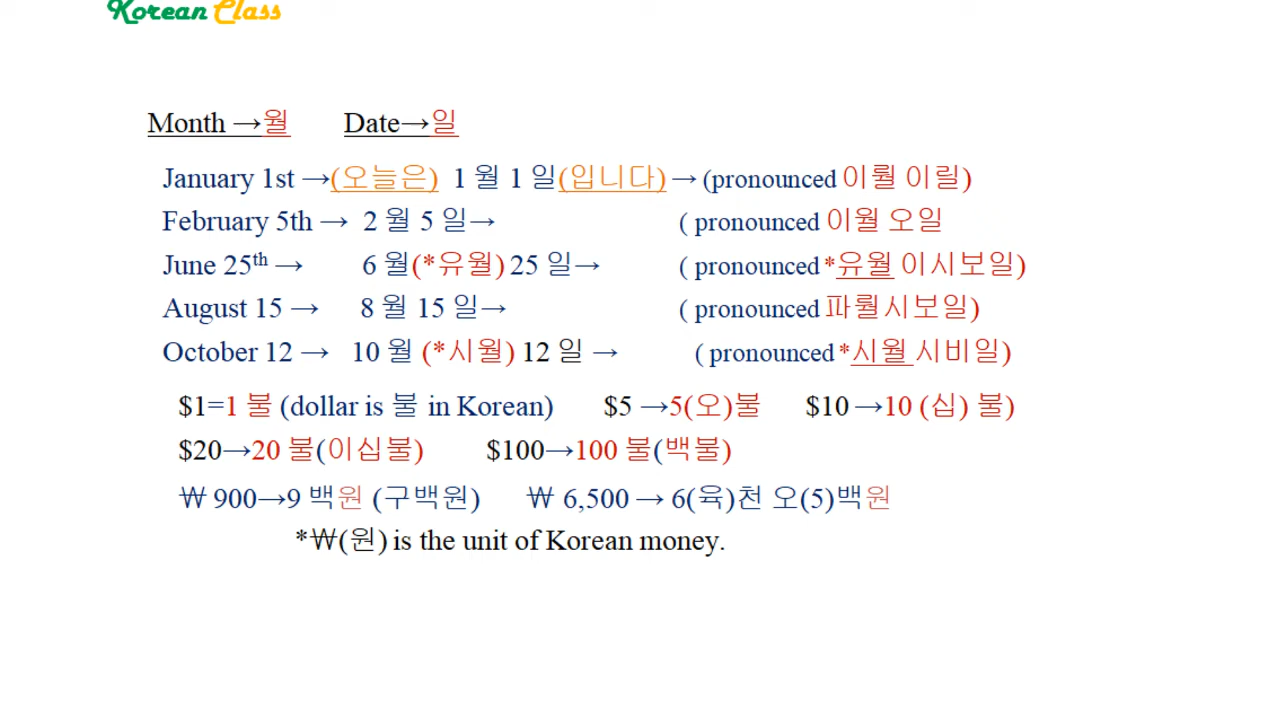 Korean Class
Month →월 Date→일
January 1st →(오늘은) 1 월 1 일(입니다) → (pronounced 이뤌 이릴)
February 5th → 2 월 5 일→ ( pronounced 이월 오일
June 25th → 6 월(*유월) 25 일→ ( pronounced *유월 이시보일)
August 15 → 8 월 15 일→ ( pronounced 파뤌시보일)
October 12 → 10 월 (*시월) 12 일 → ( pronounced *시월 시비일)
$1=1 불 (dollar is 불 in Korean) $5 →5(오)불 $10 →10 (십) 불)
$20→20 불(이십불) $100→100 불(백불)
₩ 900→9 백원 (구백원) ₩ 6,500 → 6(육)천 오(5)백원
*₩(원) is the unit of Korean money.